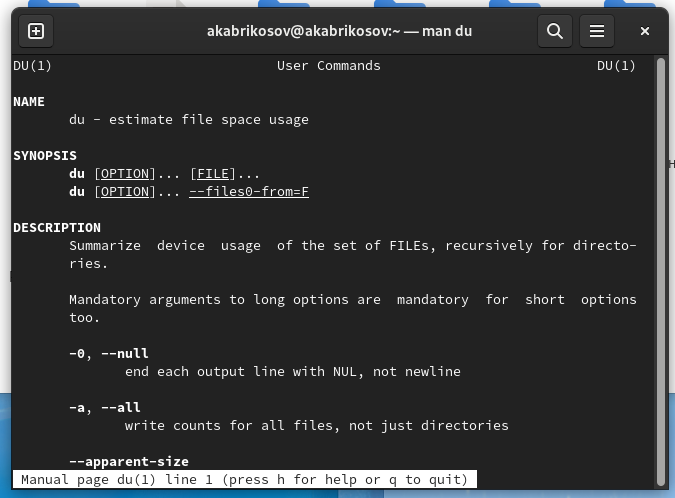 akabrikosov@akabrikosov:~ — man du
DU(1) User Commands DU(1)
NAME
du - estimate file space usage
SYNOPSIS
du [OPTION]... [FILE]...
du [OPTION]... --files0-from=F
DESCRIPTION
Summarize device usage of the set of FILEs, recursively for directo-
ries.
Mandatory arguments to long options are mandatory for short options
too.
-0, --null
end each output line with NUL, not newline
-a, --all
write counts for all files, not just directories
--apparent-size
Manual page du(1) line 1 (press h for help or q to quit)